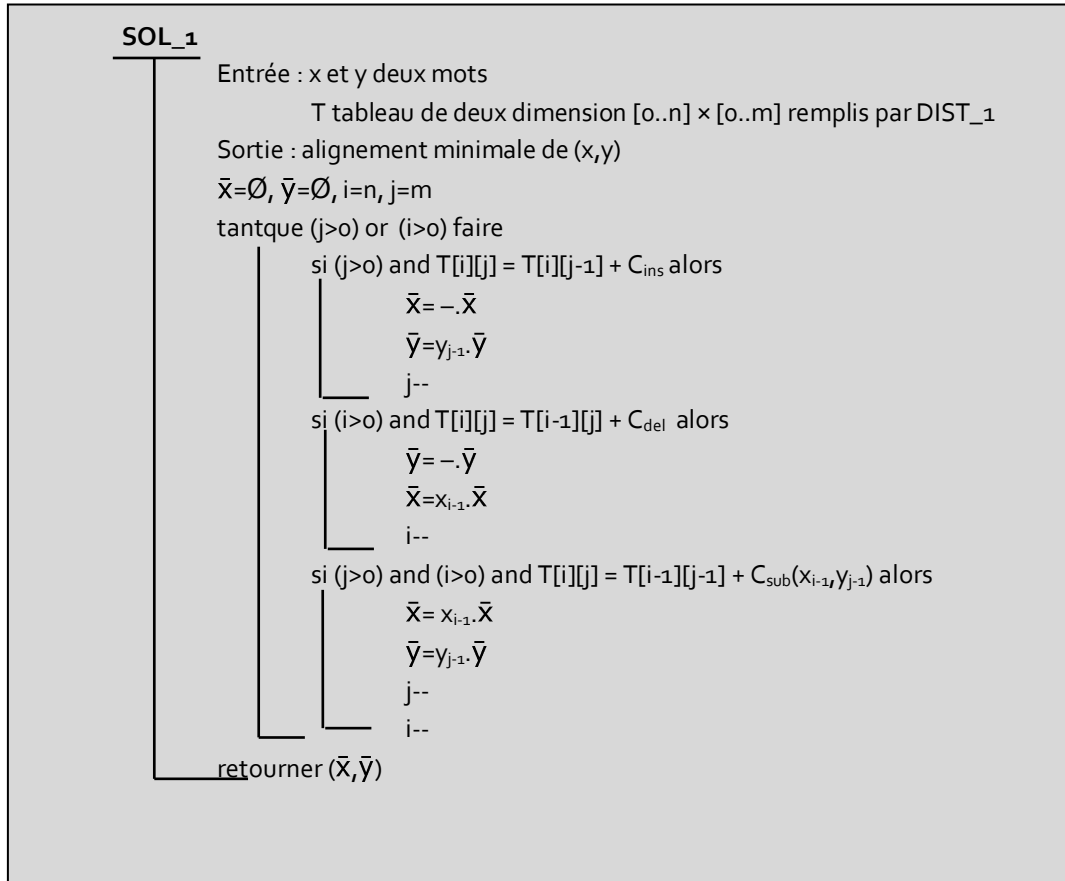 SOL_1
Entrée : x et y deux mots
T tableau de deux dimension [0..n] × [0..m] remplis par DIST_1
Sortie : alignement minimale de (x,y)
x̄=Ø, ȳ=Ø, i=n, j=m
tantque (j>0) or (i>0) faire
si (j>0) and T[i][j] = T[i][j-1] + Cins alors
x̄= –.x̄
ȳ=yj-1.ȳ
j--
si (i>0) and T[i][j] = T[i-1][j] + Cdel alors
ȳ= –.ȳ
x̄=xi-1.x̄
i--
si (j>0) and (i>0) and T[i][j] = T[i-1][j-1] + Csub(xi-1,yj-1) alors
x̄= xi-1.x̄
ȳ=yj-1.ȳ
j--
i--
retourner (x̄,ȳ)